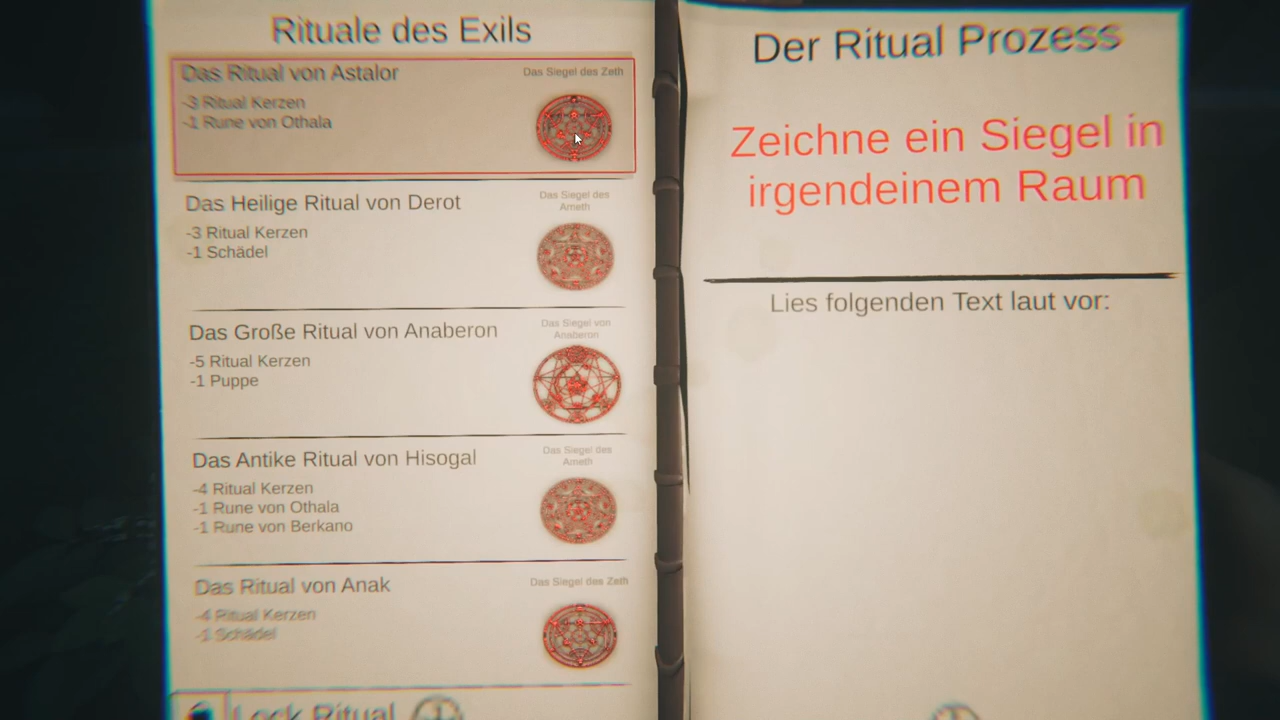 Rituale des Exils
Das Ritual von Astalor
Das Siegel des Zeth
-3 Ritual Kerzen
-1 Rune von Othala
Das Heilige Ritual von Derot
Das Siegel des
Ameth
-3 Ritual Kerzen
-1 Schädel
Das Große Ritual von Anaberon
Das Siegel von
Anaberon
-5 Ritual Kerzen
-1 Puppe
Das Antike Ritual von Hisogal
Das Siegel des
Ameth
-4 Ritual Kerzen
-1 Rune von Othala
-1 Rune von Berkano
Das Ritual von Anak
Das Siegel des Zeth
-4 Ritual Kerzen
-1 Schädel
Lock Ritual
Der Ritual Prozess
Zeichne ein Siegel in
irgendeinem Raum
Lies folgenden Text laut vor: